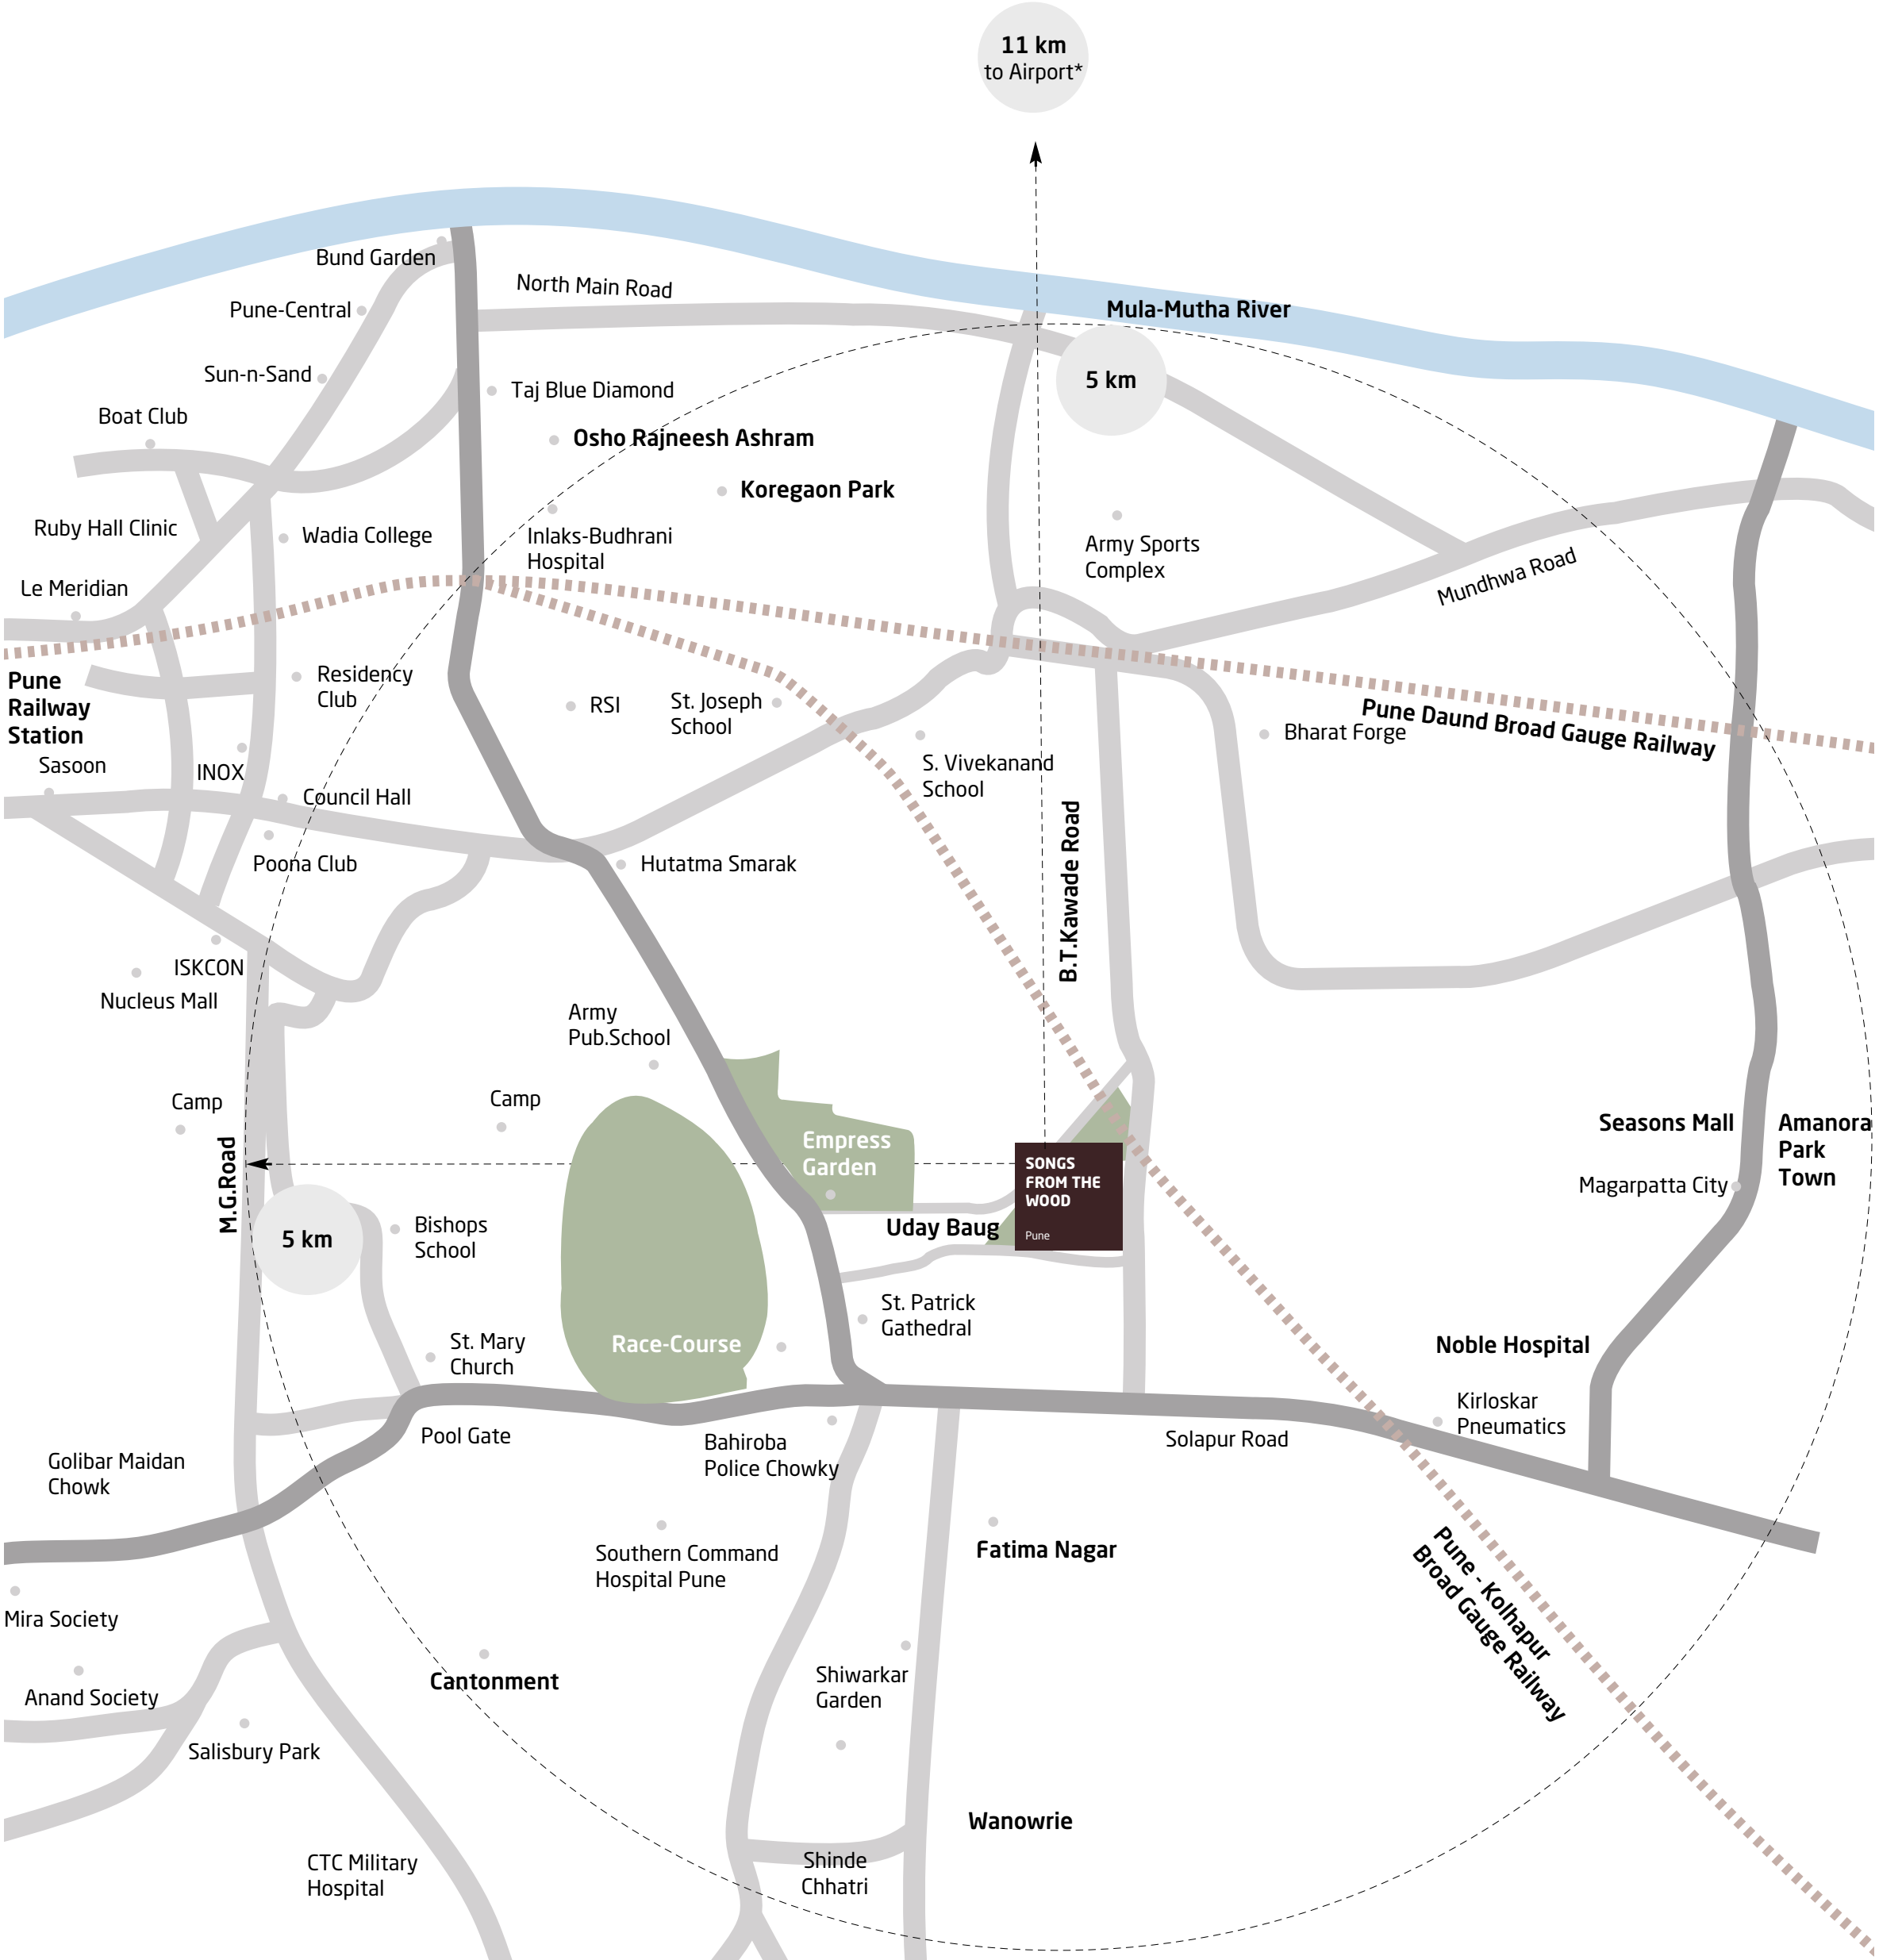 11 km
to Airport*
Bund Garden
North Main Road
Pune-Central
Mula-Mutha River
Sun-n-Sand
5 km
Taj Blue Diamond
Boat Club
Osho Rajneesh Ashram
Koregaon Park
Ruby Hall Clinic
Wadia College
Inlaks-Budhrani
Hospital
Army Sports
Complex
Mundhwa Road
Le Meridian
Pune
Railway
Station
Residency
Club
RSI
St. Joseph
School
Pune Daund Broad Gauge Railway
Bharat Forge
Sasoon
INOX
S. Vivekanand
School
Council Hall
Poona Club
Hutatma Smarak
B.T.Kawade Road
ISKCON
Nucleus Mall
Army
Pub.School
Camp
Camp
Seasons Mall
Amanora
Park
Town
M.G.Road
Empress
Garden
SONGS
FROM THE
WOOD
Pune
Magarpatta City
5 km
Bishops
School
Uday Baug
St. Patrick
Gathedral
St. Mary
Church
Race-Course
Noble Hospital
Kirloskar
Pneumatics
Pool Gate
Bahiroba
Police Chowky
Solapur Road
Golibar Maidan
Chowk
Southern Command
Hospital Pune
Fatima Nagar
Pune - Kolhapur
Broad Gauge Railway
Mira Society
Cantonment
Shiwarkar
Garden
Anand Society
Salisbury Park
Wanowrie
CTC Military
Hospital
Shinde
Chhatri